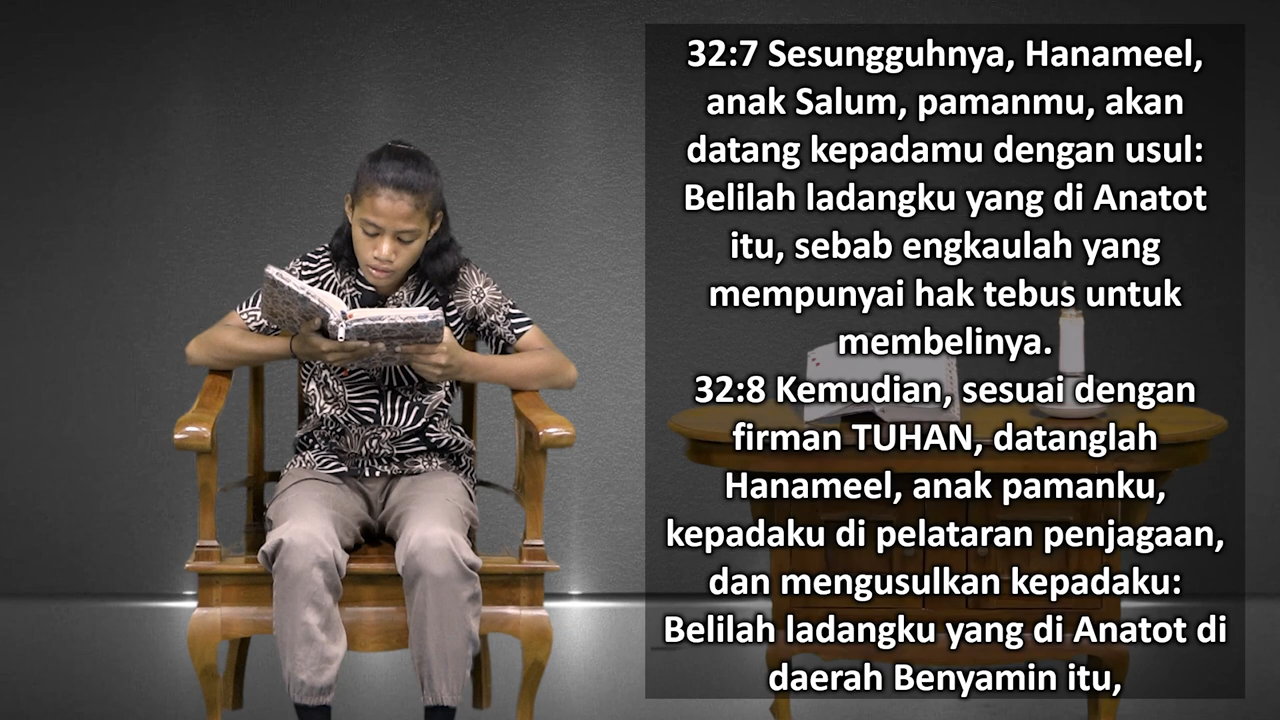 32:7 Sesungguhnya, Hanameel,
anak Salum, pamanmu, akan
datang kepadamu dengan usul:
Belilah ladangku yang di Anatot
itu, sebab engkaulah yang
mempunyai hak tebus untuk
membelinya.
32:8 Kemudian, sesuai dengan
firman TUHAN, datanglah
Hanameel, anak pamanku,
kepadaku di pelataran penjagaan,
dan mengusulkan kepadaku:
Belilah ladangku yang di Anatot di
daerah Benyamin itu,